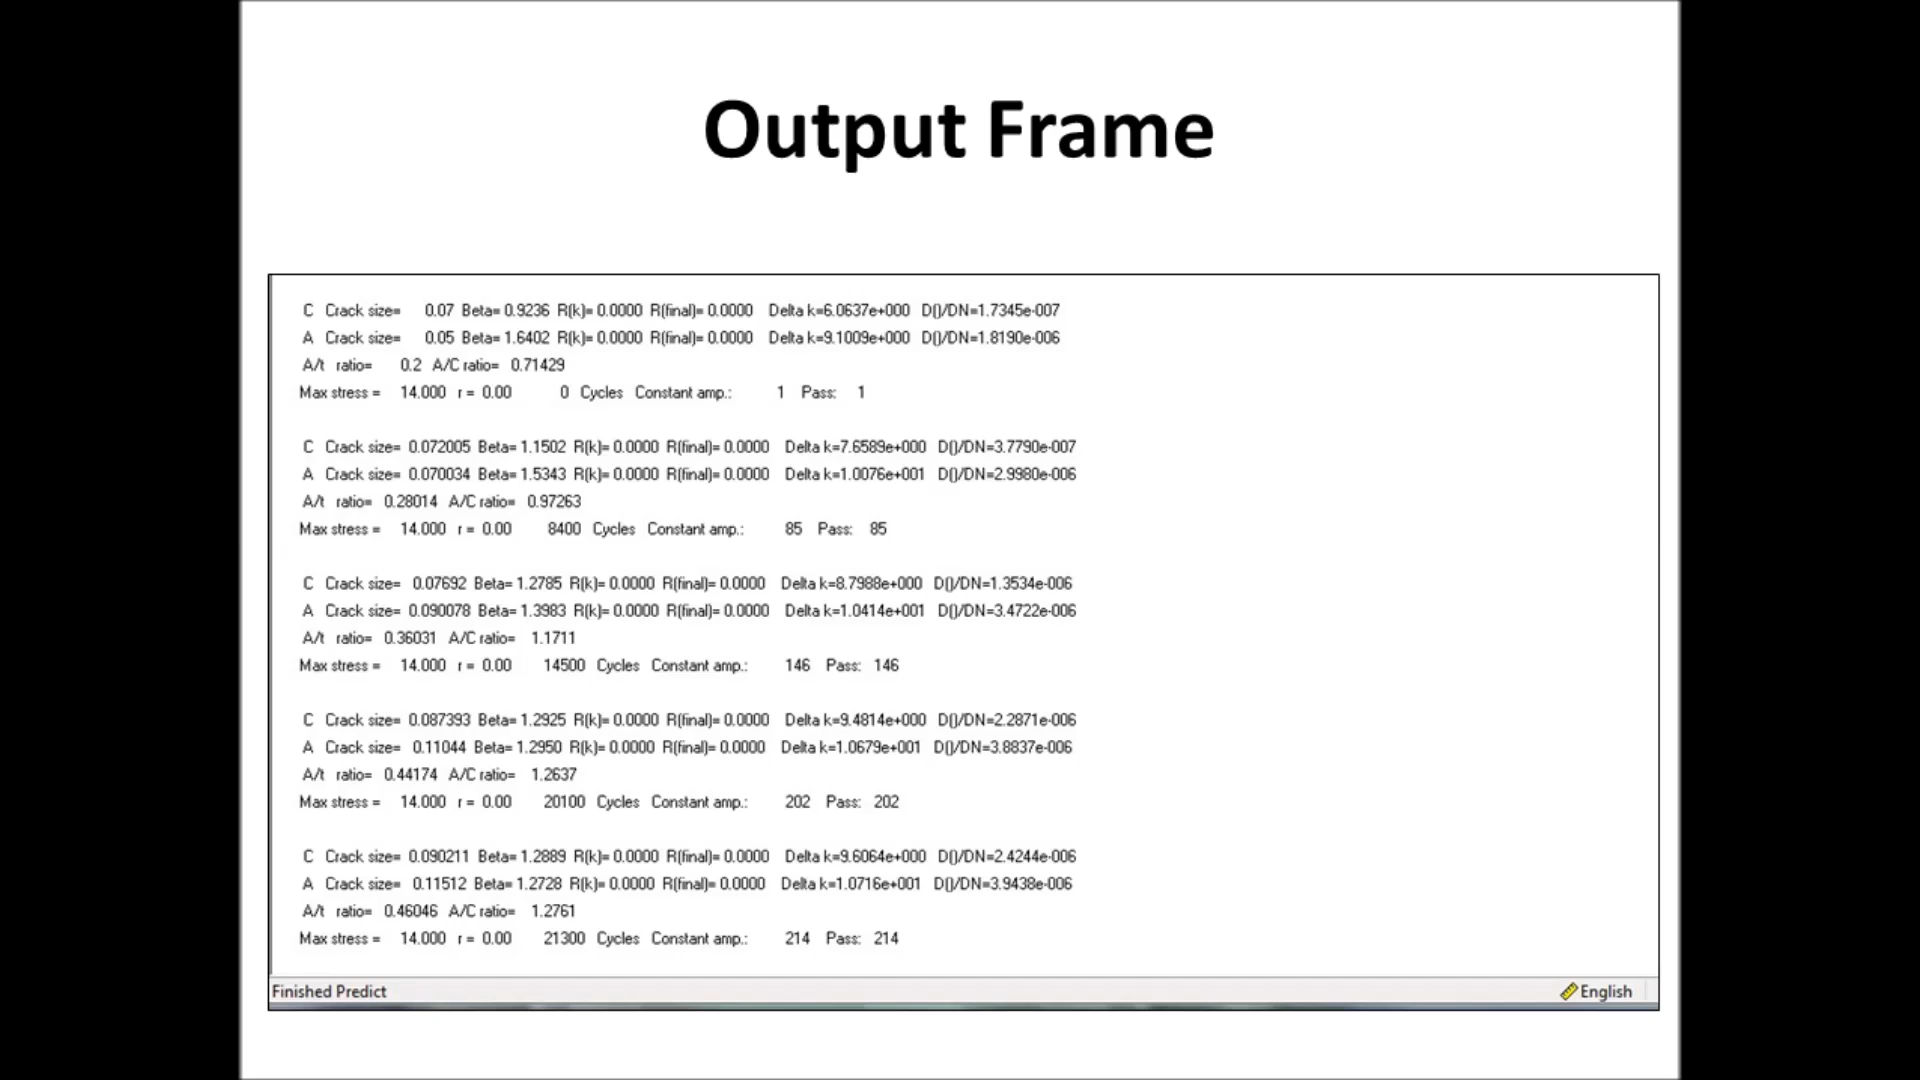 Output Frame
C Crack size= 0.07 Beta= 0.9236 R(k)= 0.0000 R(final)= 0.0000 Delta k=6.0637e+000 D()/DN=1.7345e-007
A Crack size= 0.05 Beta= 1.6402 R(k)= 0.0000 R(final)= 0.0000 Delta k=9.1009e+000 D()/DN=1.8190e-006
A/t ratio= 0.2 A/C ratio= 0.71429
Max stress = 14.000 r = 0.00 0 Cycles Constant amp.: 1 Pass: 1
C Crack size= 0.072005 Beta= 1.1502 R(k)= 0.0000 R(final)= 0.0000 Delta k=7.6589e+000 D()/DN=3.7790e-007
A Crack size= 0.070034 Beta= 1.5343 R(k)= 0.0000 R(final)= 0.0000 Delta k=1.0076e+001 D()/DN=2.9980e-006
A/t ratio= 0.28014 A/C ratio= 0.97263
Max stress = 14.000 r = 0.00 8400 Cycles Constant amp.: 85 Pass: 85
C Crack size= 0.07692 Beta= 1.2785 R(k)= 0.0000 R(final)= 0.0000 Delta k=8.7988e+000 D()/DN=1.3534e-006
A Crack size= 0.090078 Beta= 1.3983 R(k)= 0.0000 R(final)= 0.0000 Delta k=1.0414e+001 D()/DN=3.4722e-006
A/t ratio= 0.36031 A/C ratio= 1.1711
Max stress = 14.000 r = 0.00 14500 Cycles Constant amp.: 146 Pass: 146
C Crack size= 0.087393 Beta= 1.2925 R(k)= 0.0000 R(final)= 0.0000 Delta k=9.4814e+000 D()/DN=2.2871e-006
A Crack size= 0.11044 Beta= 1.2950 R(k)= 0.0000 R(final)= 0.0000 Delta k=1.0679e+001 D()/DN=3.8837e-006
A/t ratio= 0.44174 A/C ratio= 1.2637
Max stress = 14.000 r = 0.00 20100 Cycles Constant amp.: 202 Pass: 202
C Crack size= 0.090211 Beta= 1.2889 R(k)= 0.0000 R(final)= 0.0000 Delta k=9.6064e+000 D()/DN=2.4244e-006
A Crack size= 0.11512 Beta= 1.2728 R(k)= 0.0000 R(final)= 0.0000 Delta k=1.0716e+001 D()/DN=3.9438e-006
A/t ratio= 0.46046 A/C ratio= 1.2761
Max stress = 14.000 r = 0.00 21300 Cycles Constant amp.: 214 Pass: 214
Finished Predict English